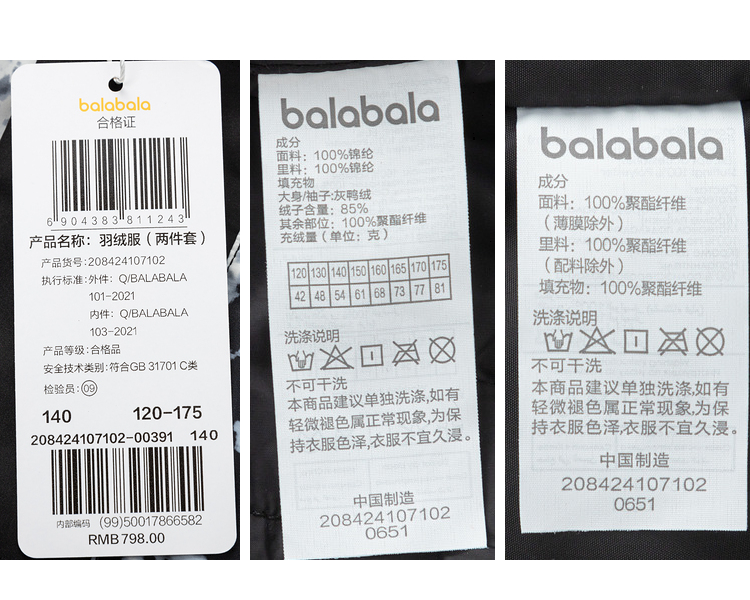 balabala
合格证
6 904383 811243
产品名称：羽绒服（两件套）
产品货号：208424107102
执行标准：外件：Q/BALABALA
101-2021
内件：Q/BALABALA
103-2021
产品等级：合格品
安全技术类别：符合GB 31701 C类
检验员：09
140 120-175
208424107102-00391 140
内部编码 (99)50017866582
RMB798.00
balabala
成分
面料：100%锦纶
里料：100%锦纶
填充物
大身/袖子:灰鸭绒
绒子含量：85%
其余部位：100%聚酯纤维
充绒量（单位：克）
120 130 140 150 160 165 170 175
42 48 54 61 68 73 77 81
洗涤说明
不可干洗
本商品建议单独洗涤,如有
轻微褪色属正常现象,为保
持衣服色泽,衣服不宜久浸。
中国制造
208424107102
0651
balabala
成分
面料：100%聚酯纤维
（薄膜除外）
里料：100%聚酯纤维
（配料除外）
填充物：100%聚酯纤维
洗涤说明
不可干洗
本商品建议单独洗涤,如有
轻微褪色属正常现象,为保
持衣服色泽,衣服不宜久浸。
中国制造
208424107102
0651